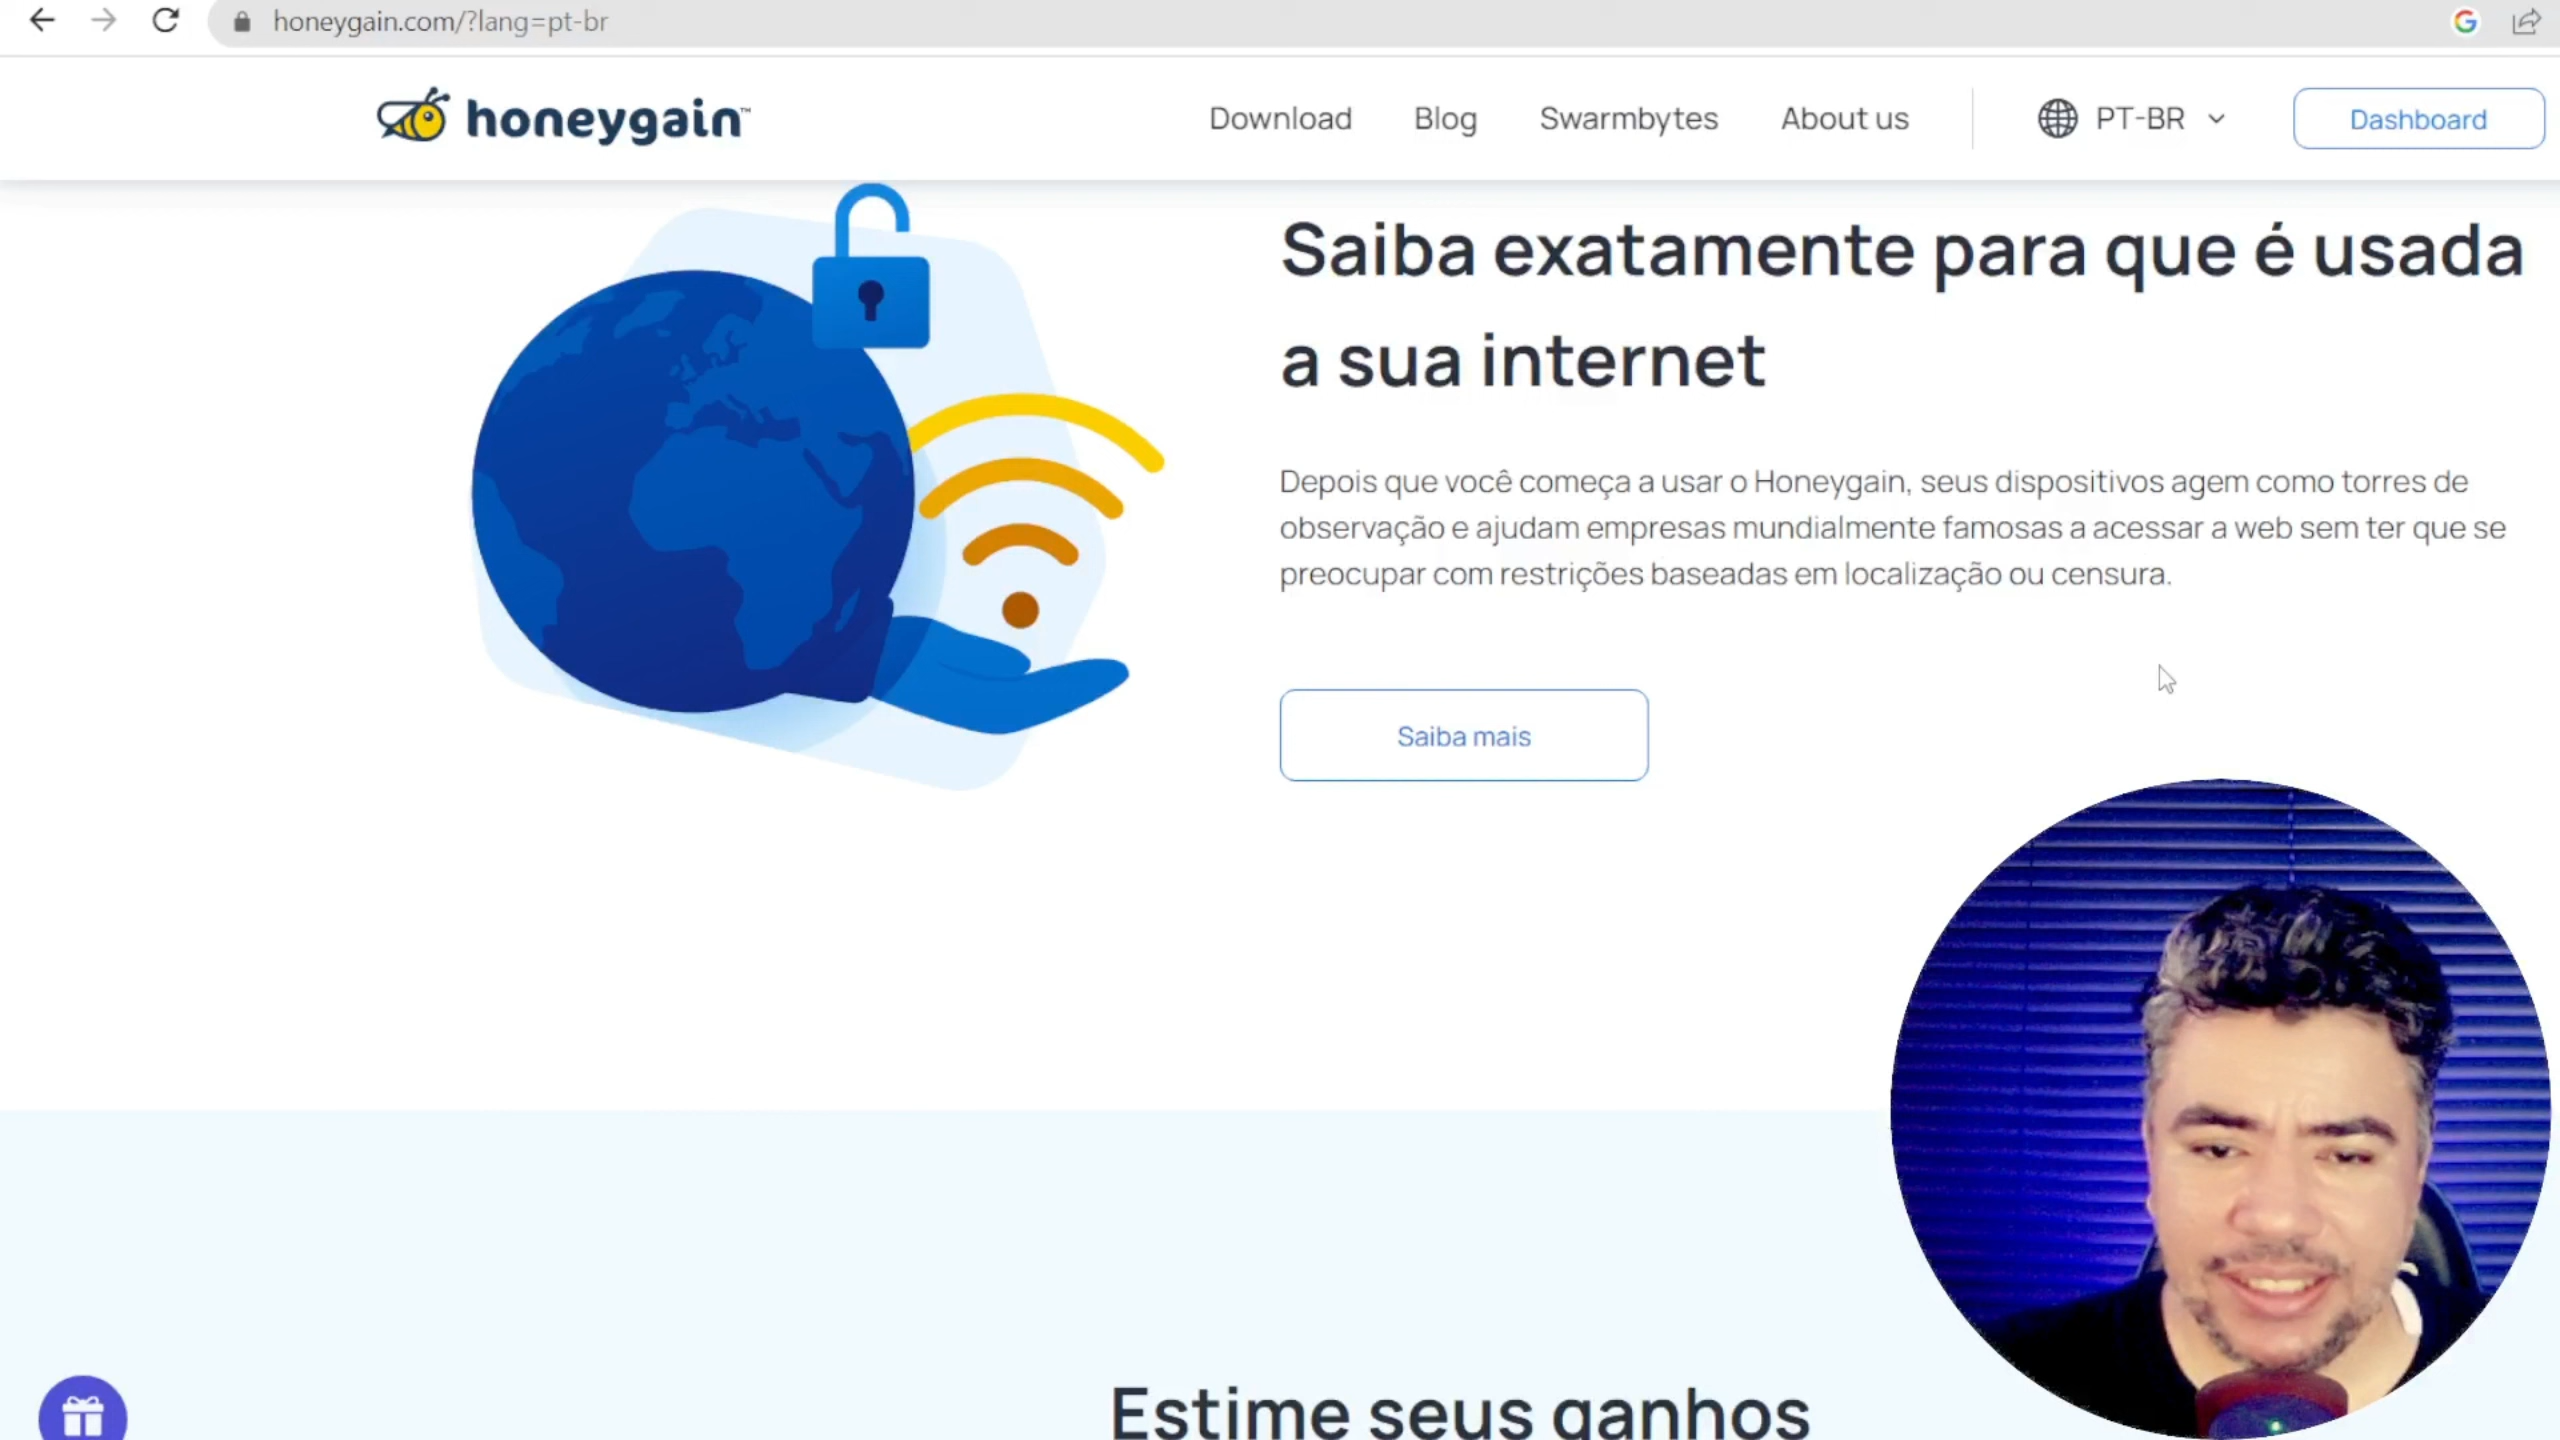 honeygain.com/?lang=pt-br
honeygain™
Download
Blog
Swarmbytes
About us
PT-BR
Dashboard
Saiba exatamente para que é usada
a sua internet
Depois que você começa a usar o Honeygain, seus dispositivos agem como torres de
observação e ajudam empresas mundialmente famosas a acessar a web sem ter que se
preocupar com restrições baseadas em localização ou censura.
Saiba mais
Estime seus ganhos